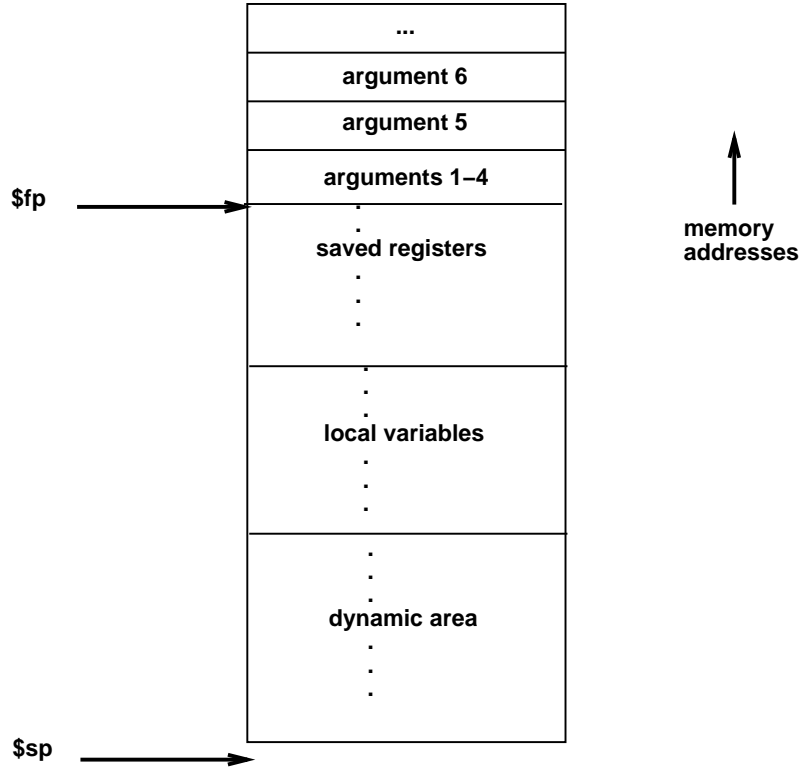 ...
argument 6
argument 5
arguments 1–4
$fp
saved registers
memory
addresses
local variables
dynamic area
$sp